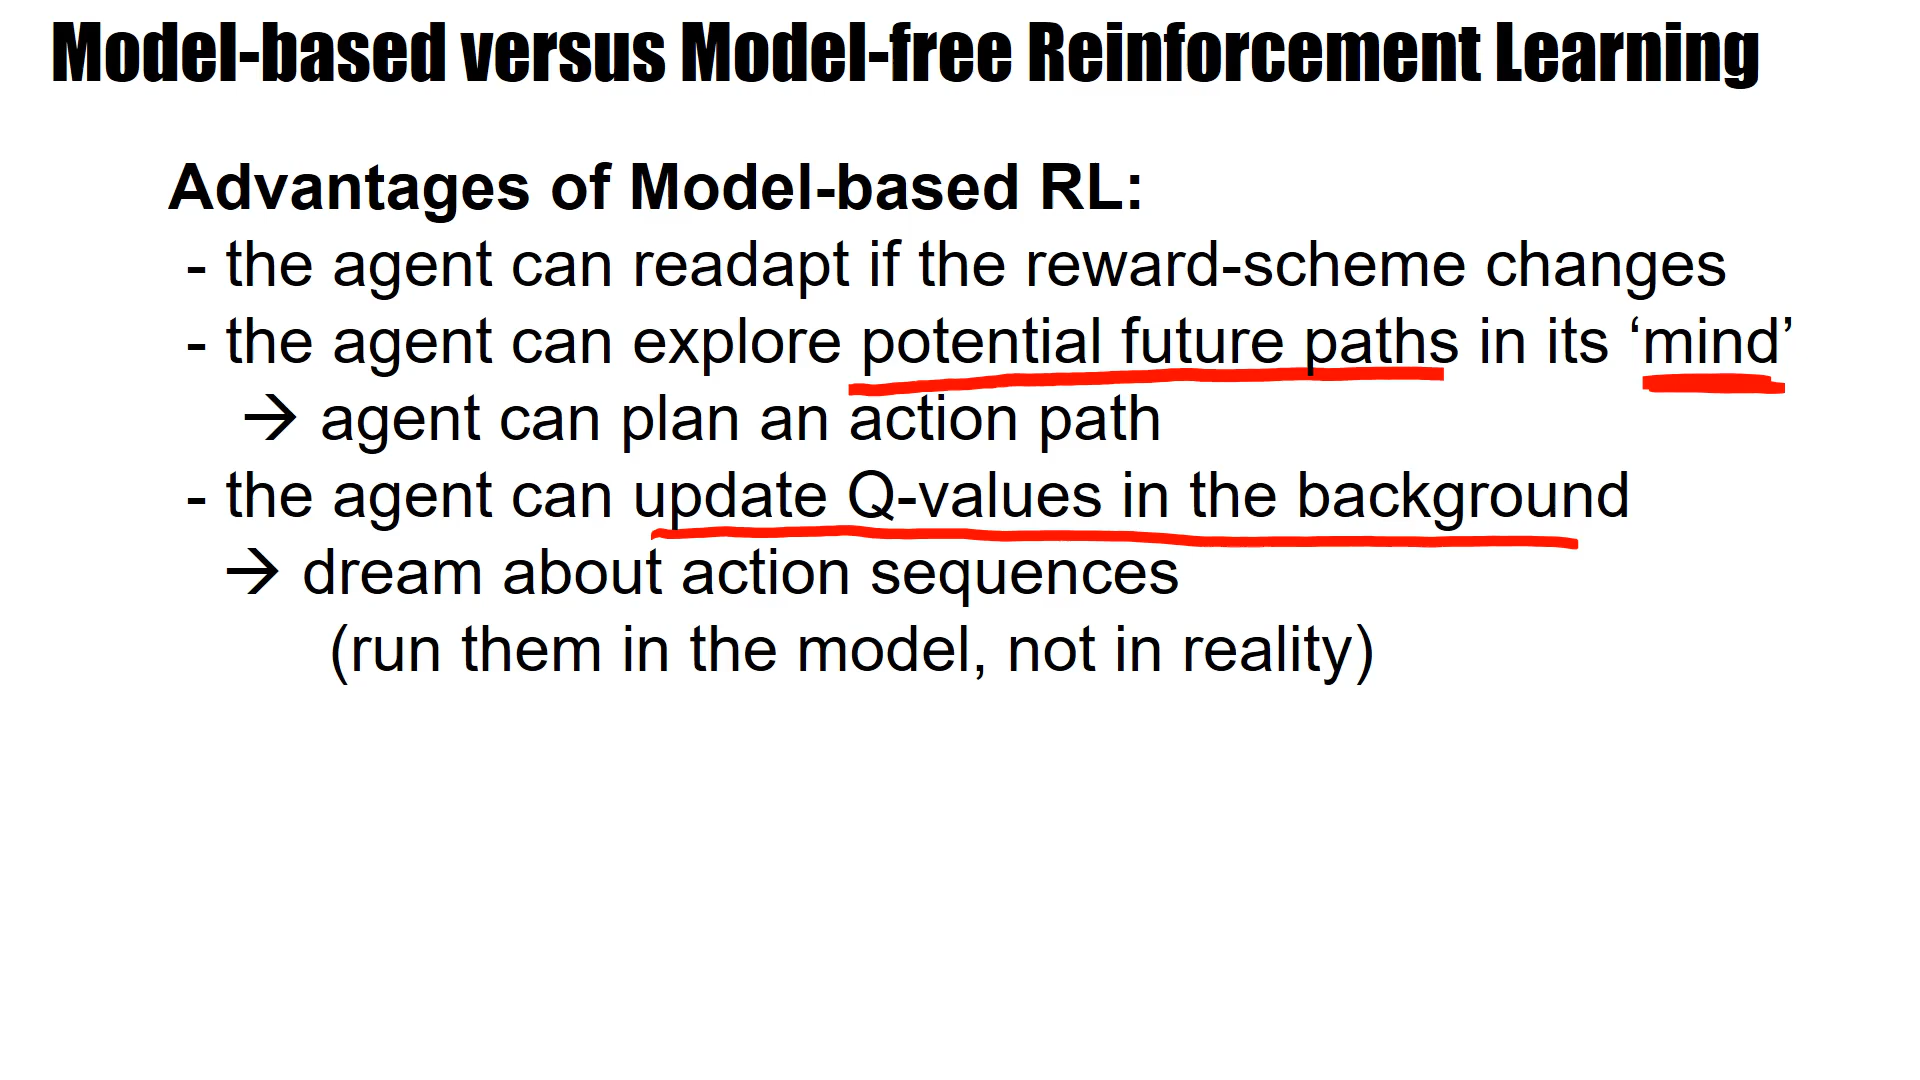 Model-based versus Model-free Reinforcement Learning
Advantages of Model-based RL:
- the agent can readapt if the reward-scheme changes
- the agent can explore potential future paths in its ‘mind’
→ agent can plan an action path
- the agent can update Q-values in the background
→ dream about action sequences
(run them in the model, not in reality)